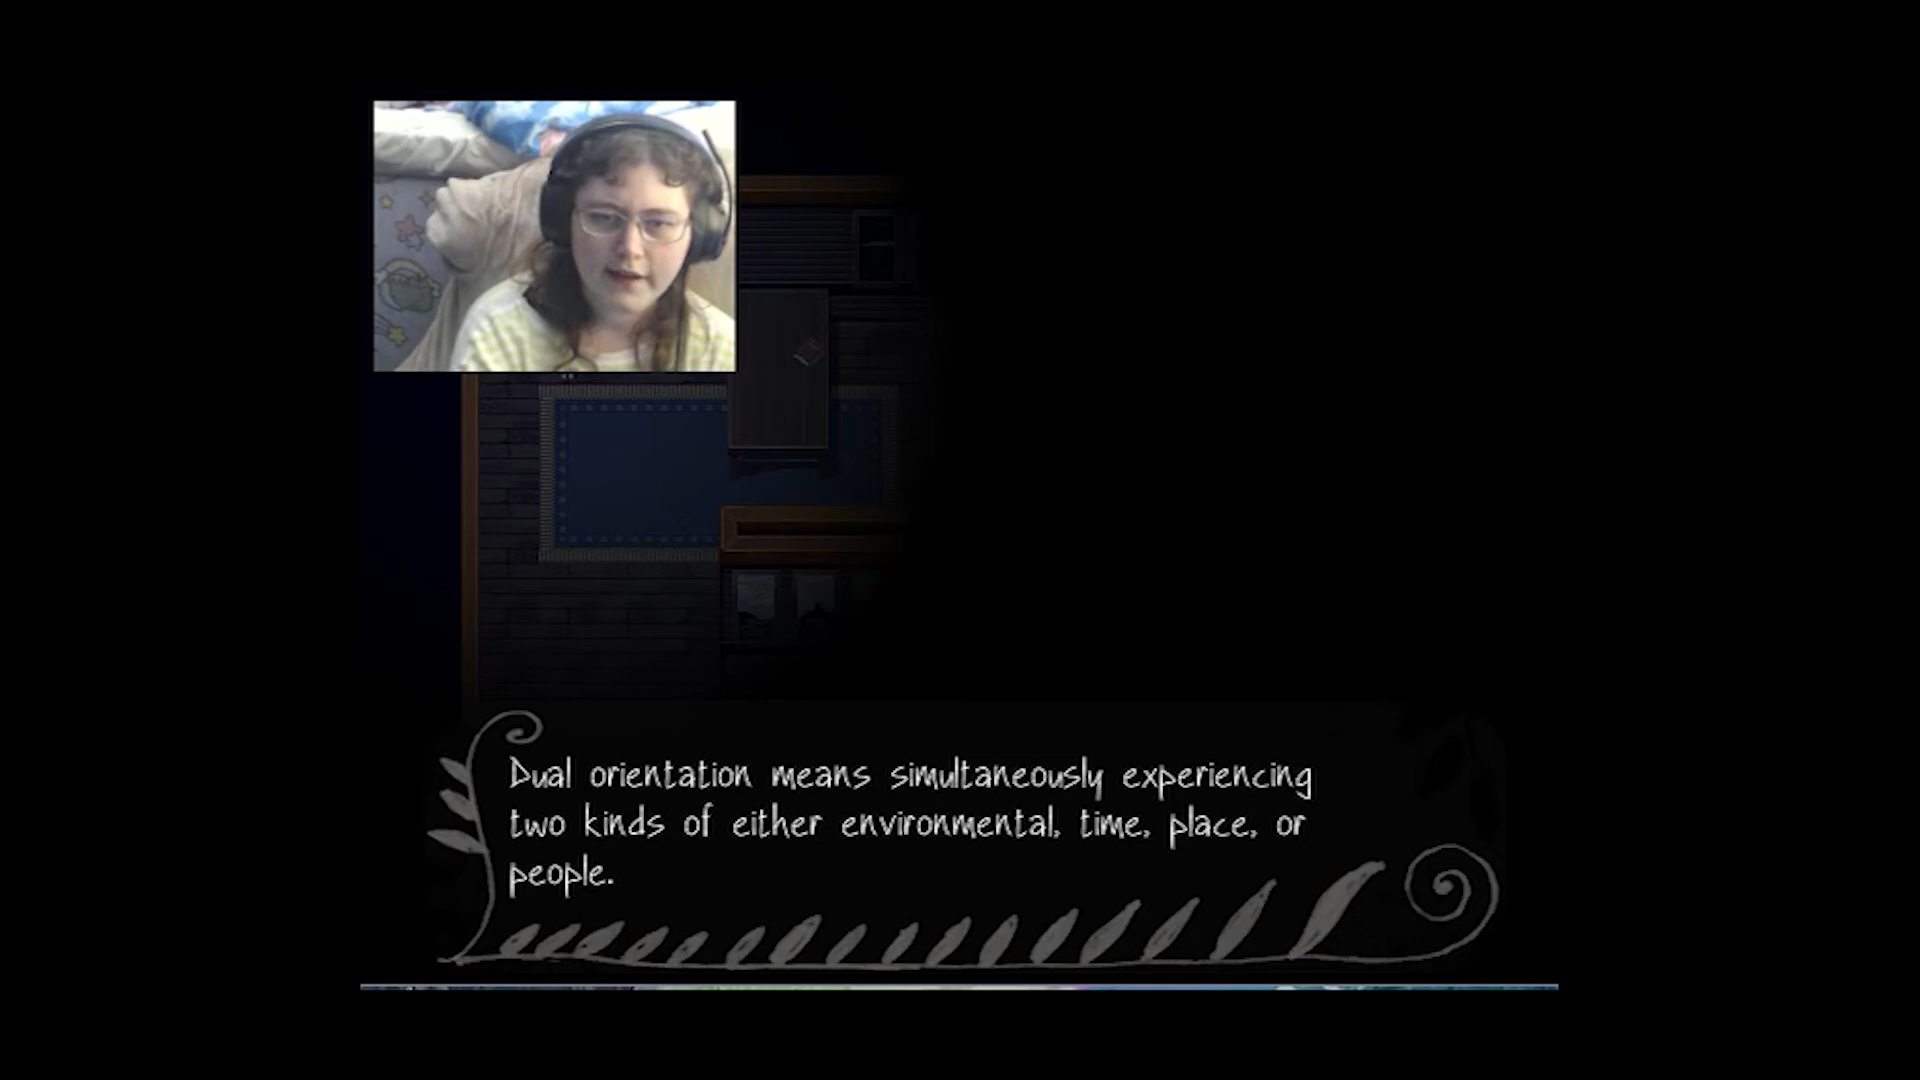 Dual orientation means simultaneously experiencing
two kinds of either environmental, time, place, or
people.